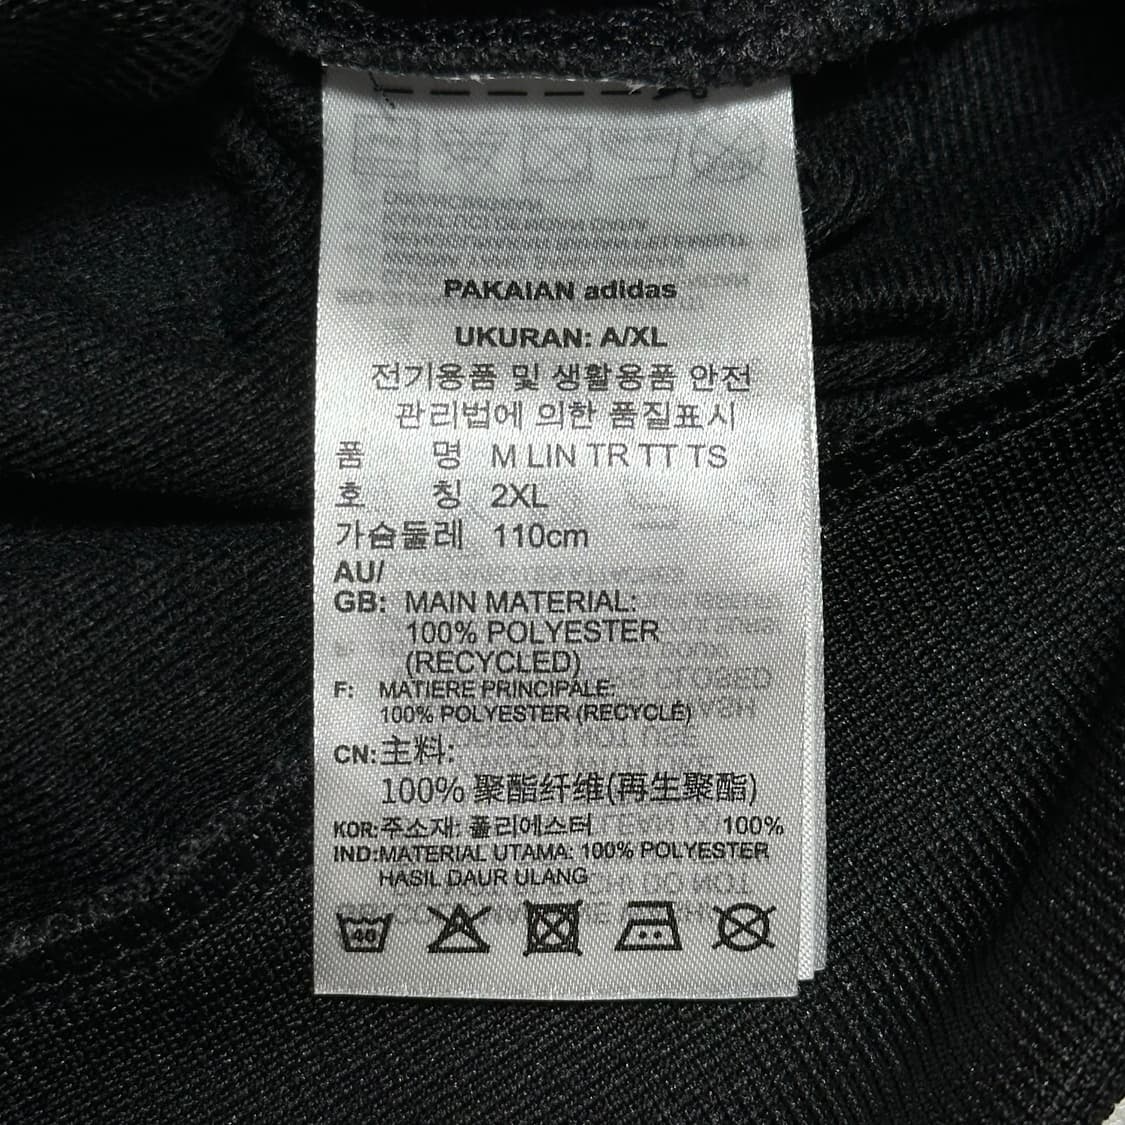 PAKAIAN adidas
UKURAN: A/XL
전기용품 및 생활용품 안전
관리법에 의한 품질표시
품 명 M LIN TR TT TS
호 칭 2XL
가슴둘레 110cm
AU/
GB: MAIN MATERIAL:
100% POLYESTER
(RECYCLED)
F: MATIERE PRINCIPALE:
100% POLYESTER (RECYCLÉ)
CN: 主料:
100% 聚酯纤维(再生聚酯)
KOR: 주소재: 폴리에스터 100%
IND: MATERIAL UTAMA: 100% POLYESTER
HASIL DAUR ULANG
40